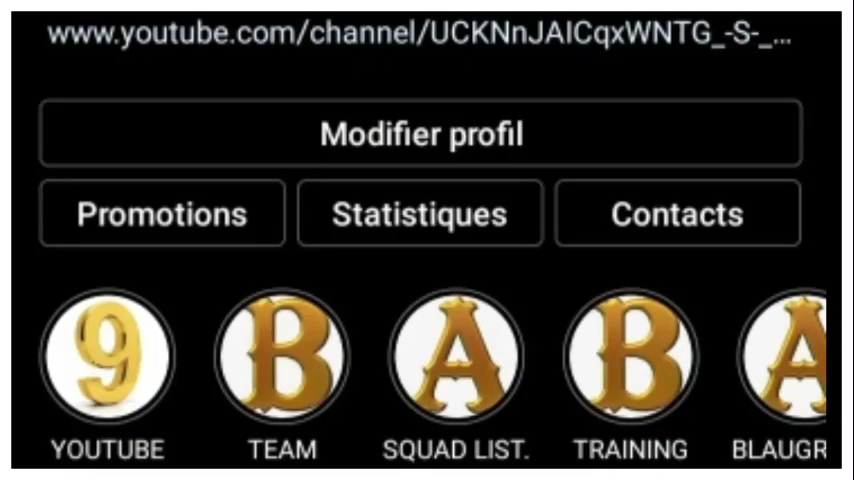 www.youtube.com/channel/UCKNnJAICqxWNTG_-S-_...
Modifier profil
Promotions Statistiques Contacts
9 B A B A
YOUTUBE TEAM SQUAD LIST. TRAINING BLAUGR